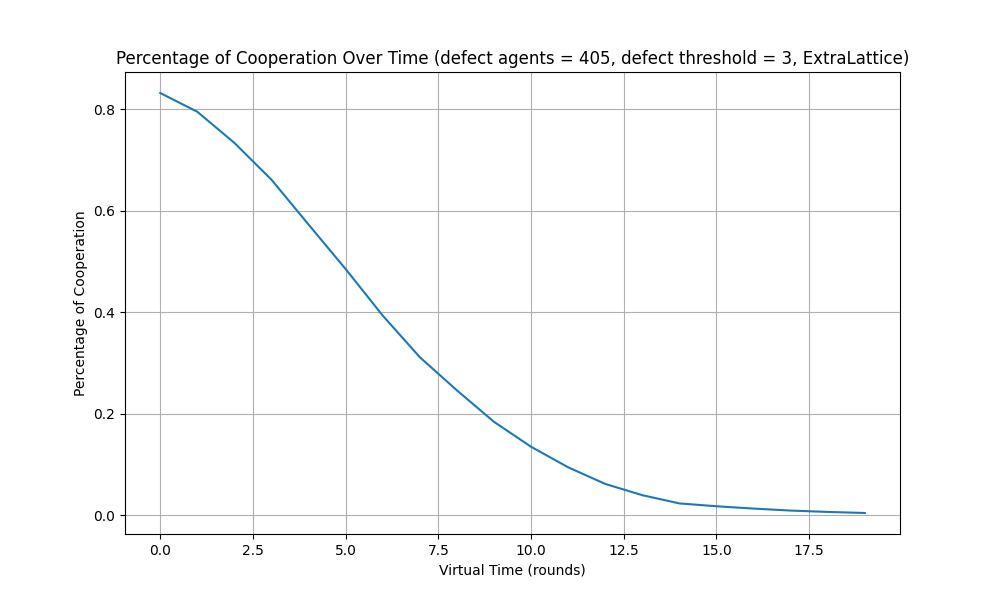 Percentage of Cooperation Over Time (defect agents = 405, defect threshold = 3, ExtraLattice)
Percentage of Cooperation
0.8
0.6
0.4
0.2
0.0
0.0 2.5 5.0 7.5 10.0 12.5 15.0 17.5
Virtual Time (rounds)